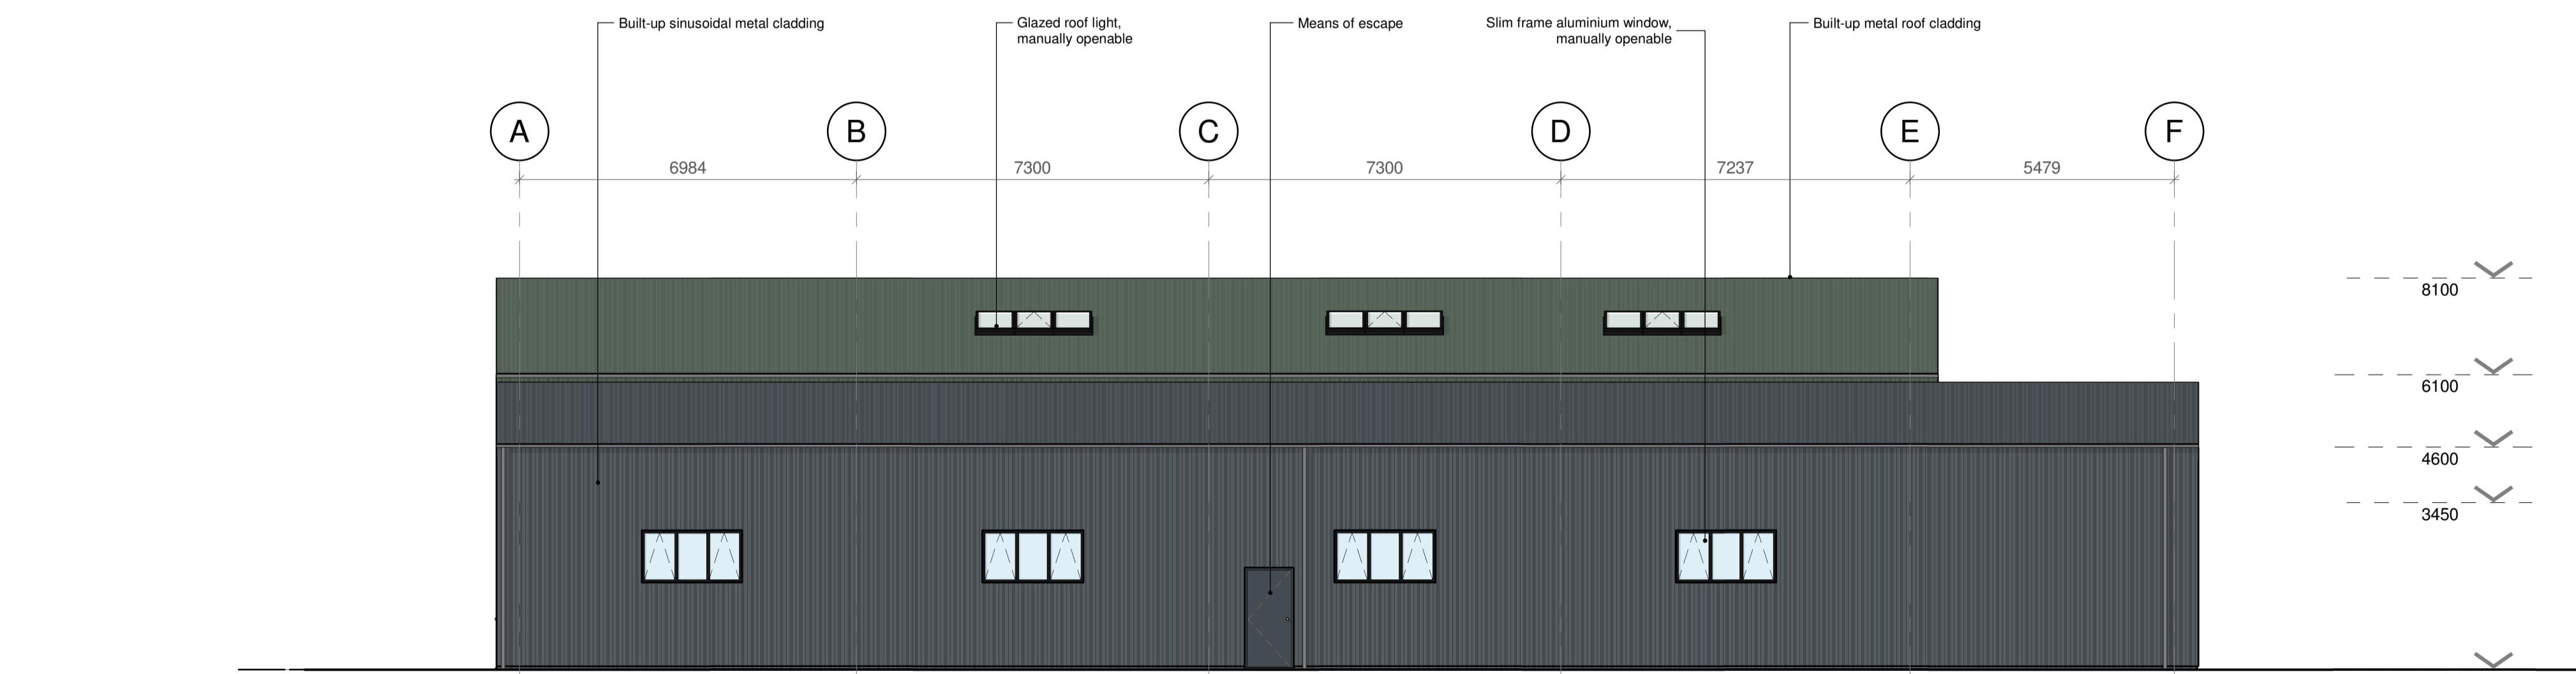 Built-up sinusoidal metal cladding
Glazed roof light,
manually openable
Means of escape
Slim frame aluminium window,
manually openable
Built-up metal roof cladding
A
B
C
D
E
F
6984
7300
7300
7237
5479
8100
6100
4600
3450